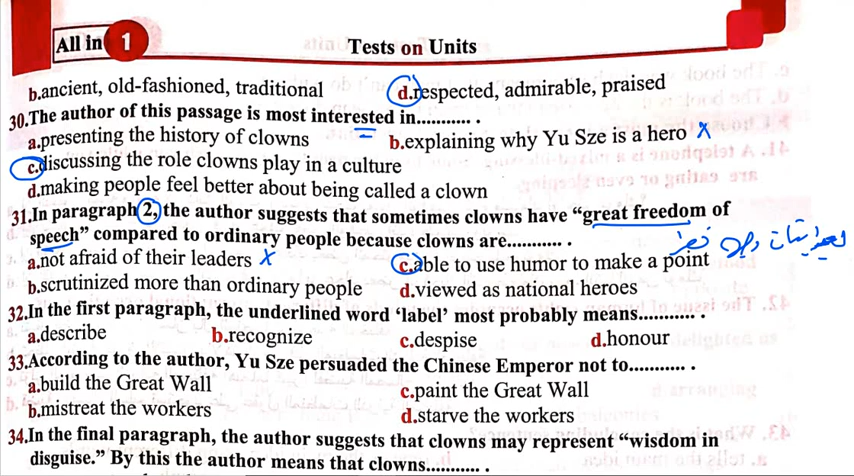 All in 1
Tests on Units
b.ancient, old-fashioned, traditional d.respected, admirable, praised
30.The author of this passage is most interested in........... .
a.presenting the history of clowns b.explaining why Yu Sze is a hero X
c.discussing the role clowns play in a culture
d.making people feel better about being called a clown
31.In paragraph 2, the author suggests that sometimes clowns have “great freedom of
speech” compared to ordinary people because clowns are........... .
a.not afraid of their leaders X c.able to use humor to make a point
b.scrutinized more than ordinary people d.viewed as national heroes
32.In the first paragraph, the underlined word ‘label’ most probably means........... .
a.describe b.recognize c.despise d.honour
33.According to the author, Yu Sze persuaded the Chinese Emperor not to........... .
a.build the Great Wall c.paint the Great Wall
b.mistreat the workers d.starve the workers
34.In the final paragraph, the author suggests that clowns may represent “wisdom in
disguise.” By this the author means that clowns........... .